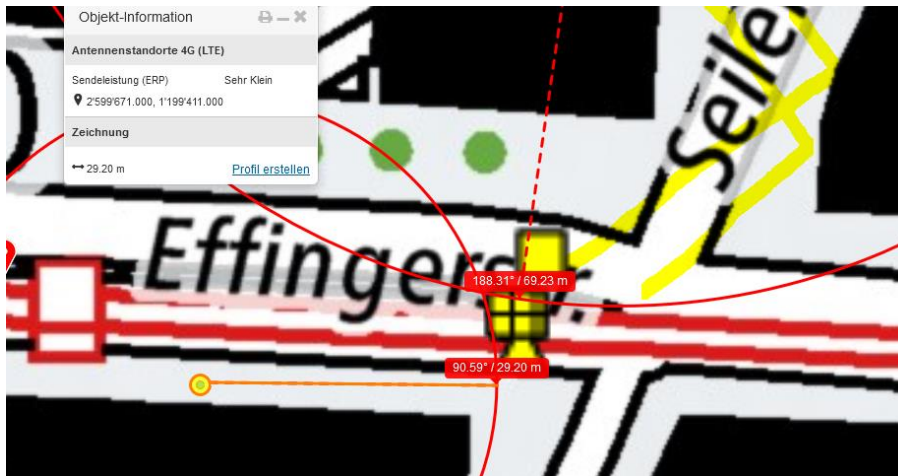 Objekt-Information
Antennenstandorte 4G (LTE)
Sendeleistung (ERP) Sehr Klein
2'599'671.000, 1'199'411.000
Zeichnung
29.20 m Profil erstellen
Seiler
Effingerstr.
188.31° / 69.23 m
90.59° / 29.20 m